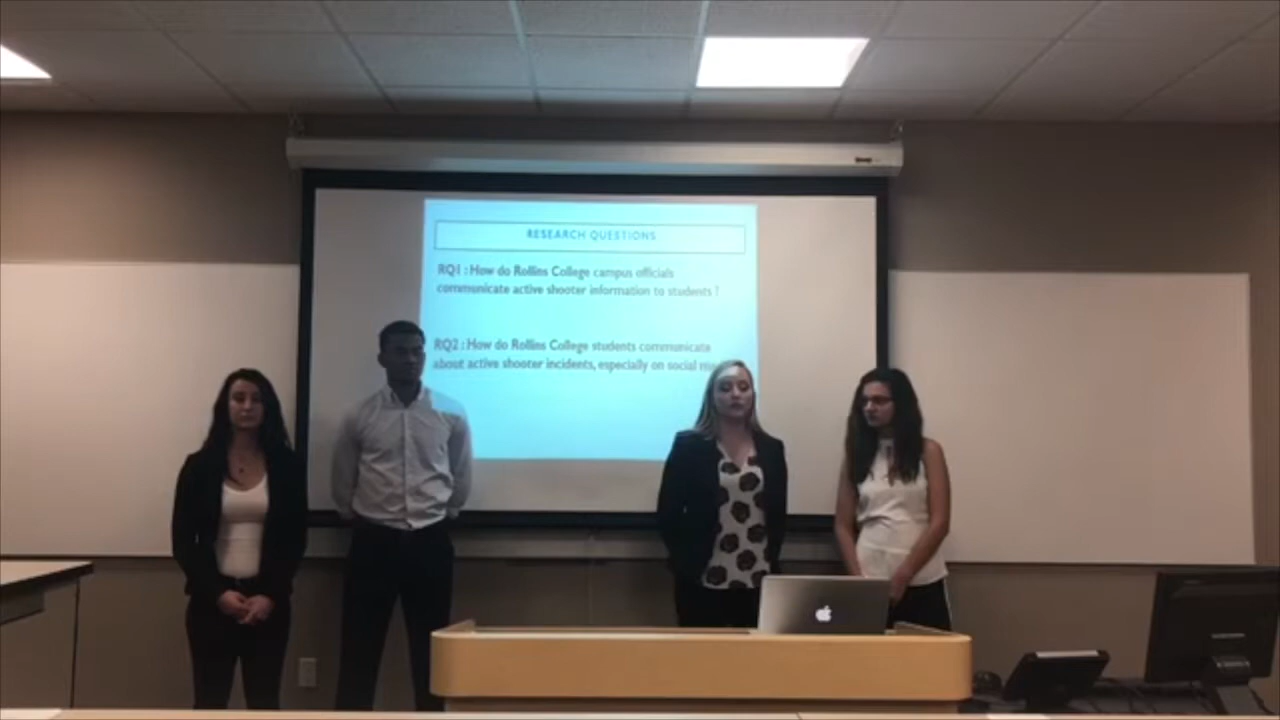 RESEARCH QUESTIONS
RQ1 : How do Rollins College campus officials
communicate active shooter information to students ?
RQ2 : How do Rollins College students communicate
about active shooter incidents, especially on social